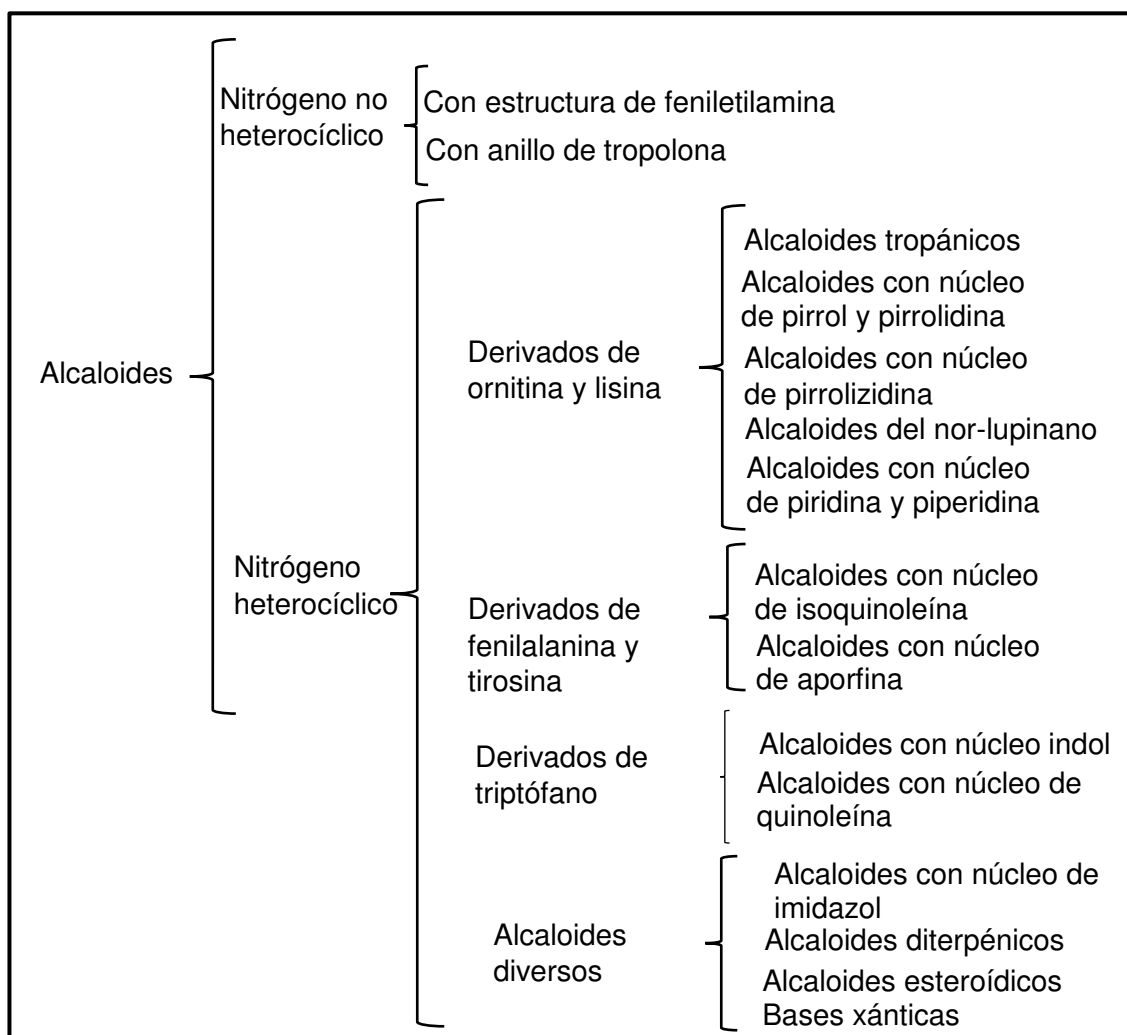 Alcaloides
Nitrógeno no
heterocíclico
Con estructura de feniletilamina
Con anillo de tropolona
Nitrógeno
heterocíclico
Derivados de
ornitina y lisina
Alcaloides tropánicos
Alcaloides con núcleo
de pirrol y pirrolidina
Alcaloides con núcleo
de pirrolizidina
Alcaloides del nor-lupinano
Alcaloides con núcleo
de piridina y piperidina
Derivados de
fenilalanina y
tirosina
Alcaloides con núcleo
de isoquinoleína
Alcaloides con núcleo
de aporfina
Derivados de
triptófano
Alcaloides con núcleo indol
Alcaloides con núcleo de
quinoleína
Alcaloides
diversos
Alcaloides con núcleo de
imidazol
Alcaloides diterpénicos
Alcaloides esteroídicos
Bases xánticas